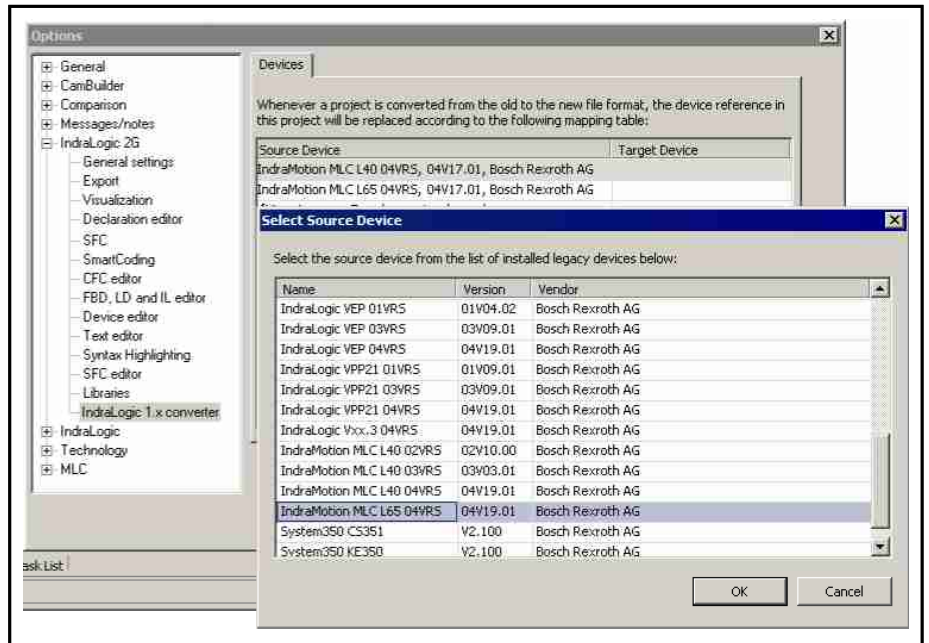 Options
General
CamBuilder
Comparison
Messages/notes
IndraLogic 2G
General settings
Export
Visualization
Declaration editor
SFC
SmartCoding
CFC editor
FBD, LD and IL editor
Device editor
Text editor
Syntax Highlighting
SFC editor
Libraries
IndraLogic 1.x converter
IndraLogic
Technology
MLC
Devices
Whenever a project is converted from the old to the new file format, the device reference in
this project will be replaced according to the following mapping table:
Source Device Target Device
IndraMotion MLC L40 04VRS, 04V17.01, Bosch Rexroth AG
IndraMotion MLC L65 04VRS, 04V17.01, Bosch Rexroth AG
Select Source Device
Select the source device from the list of installed legacy devices below:
Name Version Vendor
IndraLogic VEP 01VRS 01V04.02 Bosch Rexroth AG
IndraLogic VEP 03VRS 03V09.01 Bosch Rexroth AG
IndraLogic VEP 04VRS 04V19.01 Bosch Rexroth AG
IndraLogic VPP21 01VRS 01V09.01 Bosch Rexroth AG
IndraLogic VPP21 03VRS 03V09.01 Bosch Rexroth AG
IndraLogic VPP21 04VRS 04V19.01 Bosch Rexroth AG
IndraLogic Vxx.3 04VRS 04V19.01 Bosch Rexroth AG
IndraMotion MLC L40 02VRS 02V10.00 Bosch Rexroth AG
IndraMotion MLC L40 03VRS 03V03.01 Bosch Rexroth AG
IndraMotion MLC L40 04VRS 04V19.01 Bosch Rexroth AG
IndraMotion MLC L65 04VRS 04V19.01 Bosch Rexroth AG
System350 CS351 V2.100 Bosch Rexroth AG
System350 KE350 V2.100 Bosch Rexroth AG
ask List
OK Cancel